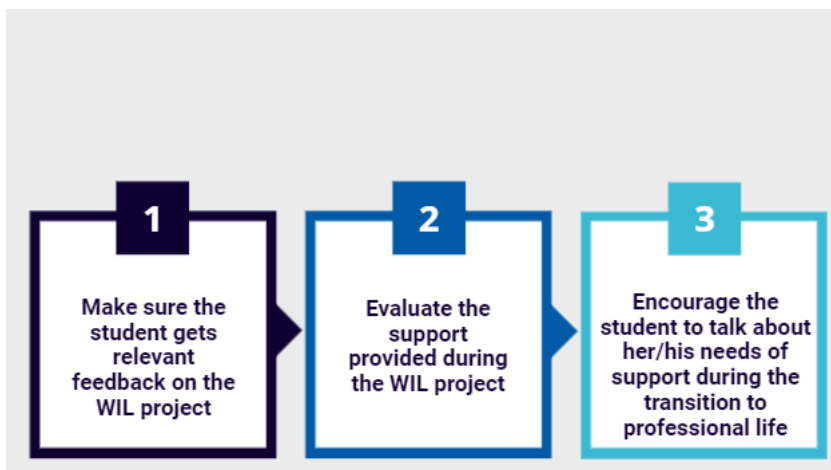 1
Make sure the
student gets
relevant
feedback on the
WIL project
2
Evaluate the
support
provided during
the WIL project
3
Encourage the
student to talk about
her/his needs of
support during the
transition to
professional life